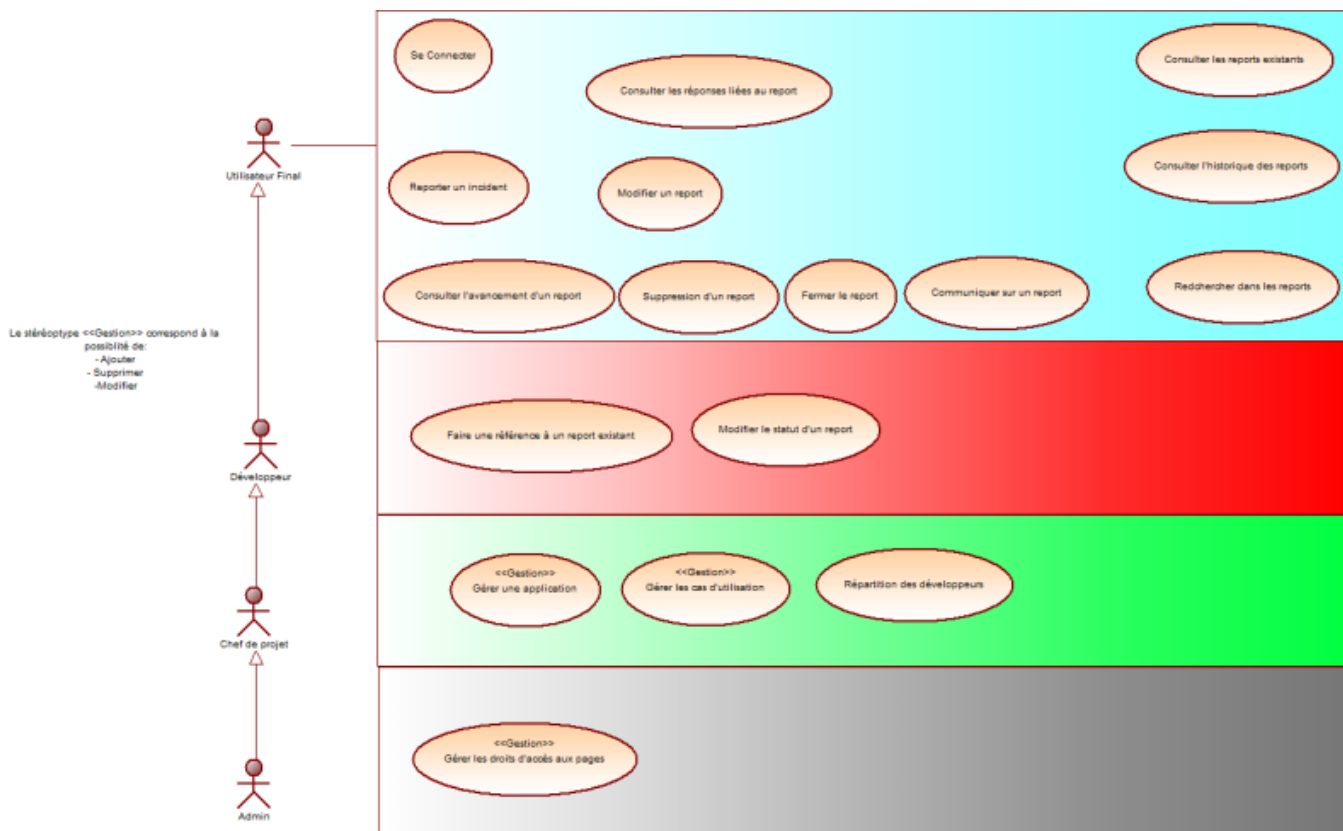 Se Connecter
Consulter les réponses liées au report
Consulter les reports existants
Utilisateur Final
Reporter un incident
Modifier un report
Consulter l'historique des reports
Consulter l'avancement d'un report
Suppression d'un report
Fermer le report
Communiquer sur un report
Redchercher dans les reports
Le stéréoptype <<Gestion>> correspond à la
possiblité de:
- Ajouter
- Supprimer
-Modifier
Faire une référence à un report existant
Modifier le statut d'un report
Développeur
<<Gestion>>
Gérer une application
<<Gestion>>
Gérer les cas d'utilisation
Répartition des développeurs
Chef de projet
<<Gestion>>
Gérer les droits d'accès aux pages
Admin